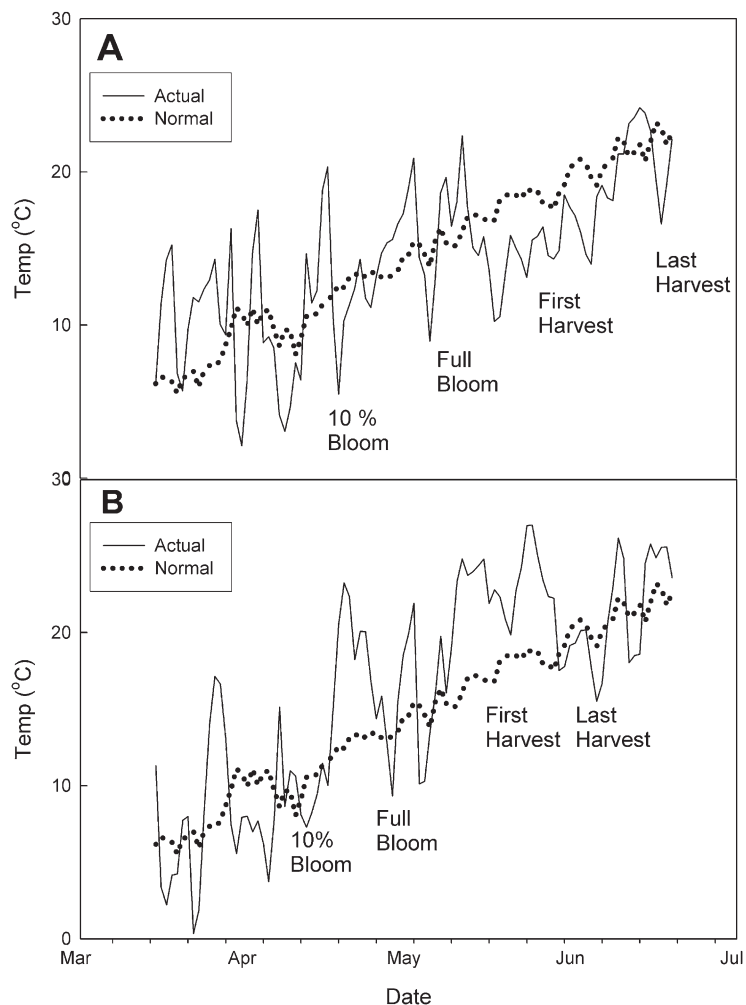 30
A
Actual
Normal
20
Temp (°C)
Last
Harvest
First
Harvest
10
Full
Bloom
10 %
Bloom
0
30
B
Actual
Normal
20
Temp (°C)
First
Harvest
Last
Harvest
10
Full
Bloom
10%
Bloom
0
Mar Apr May Jun Jul
Date